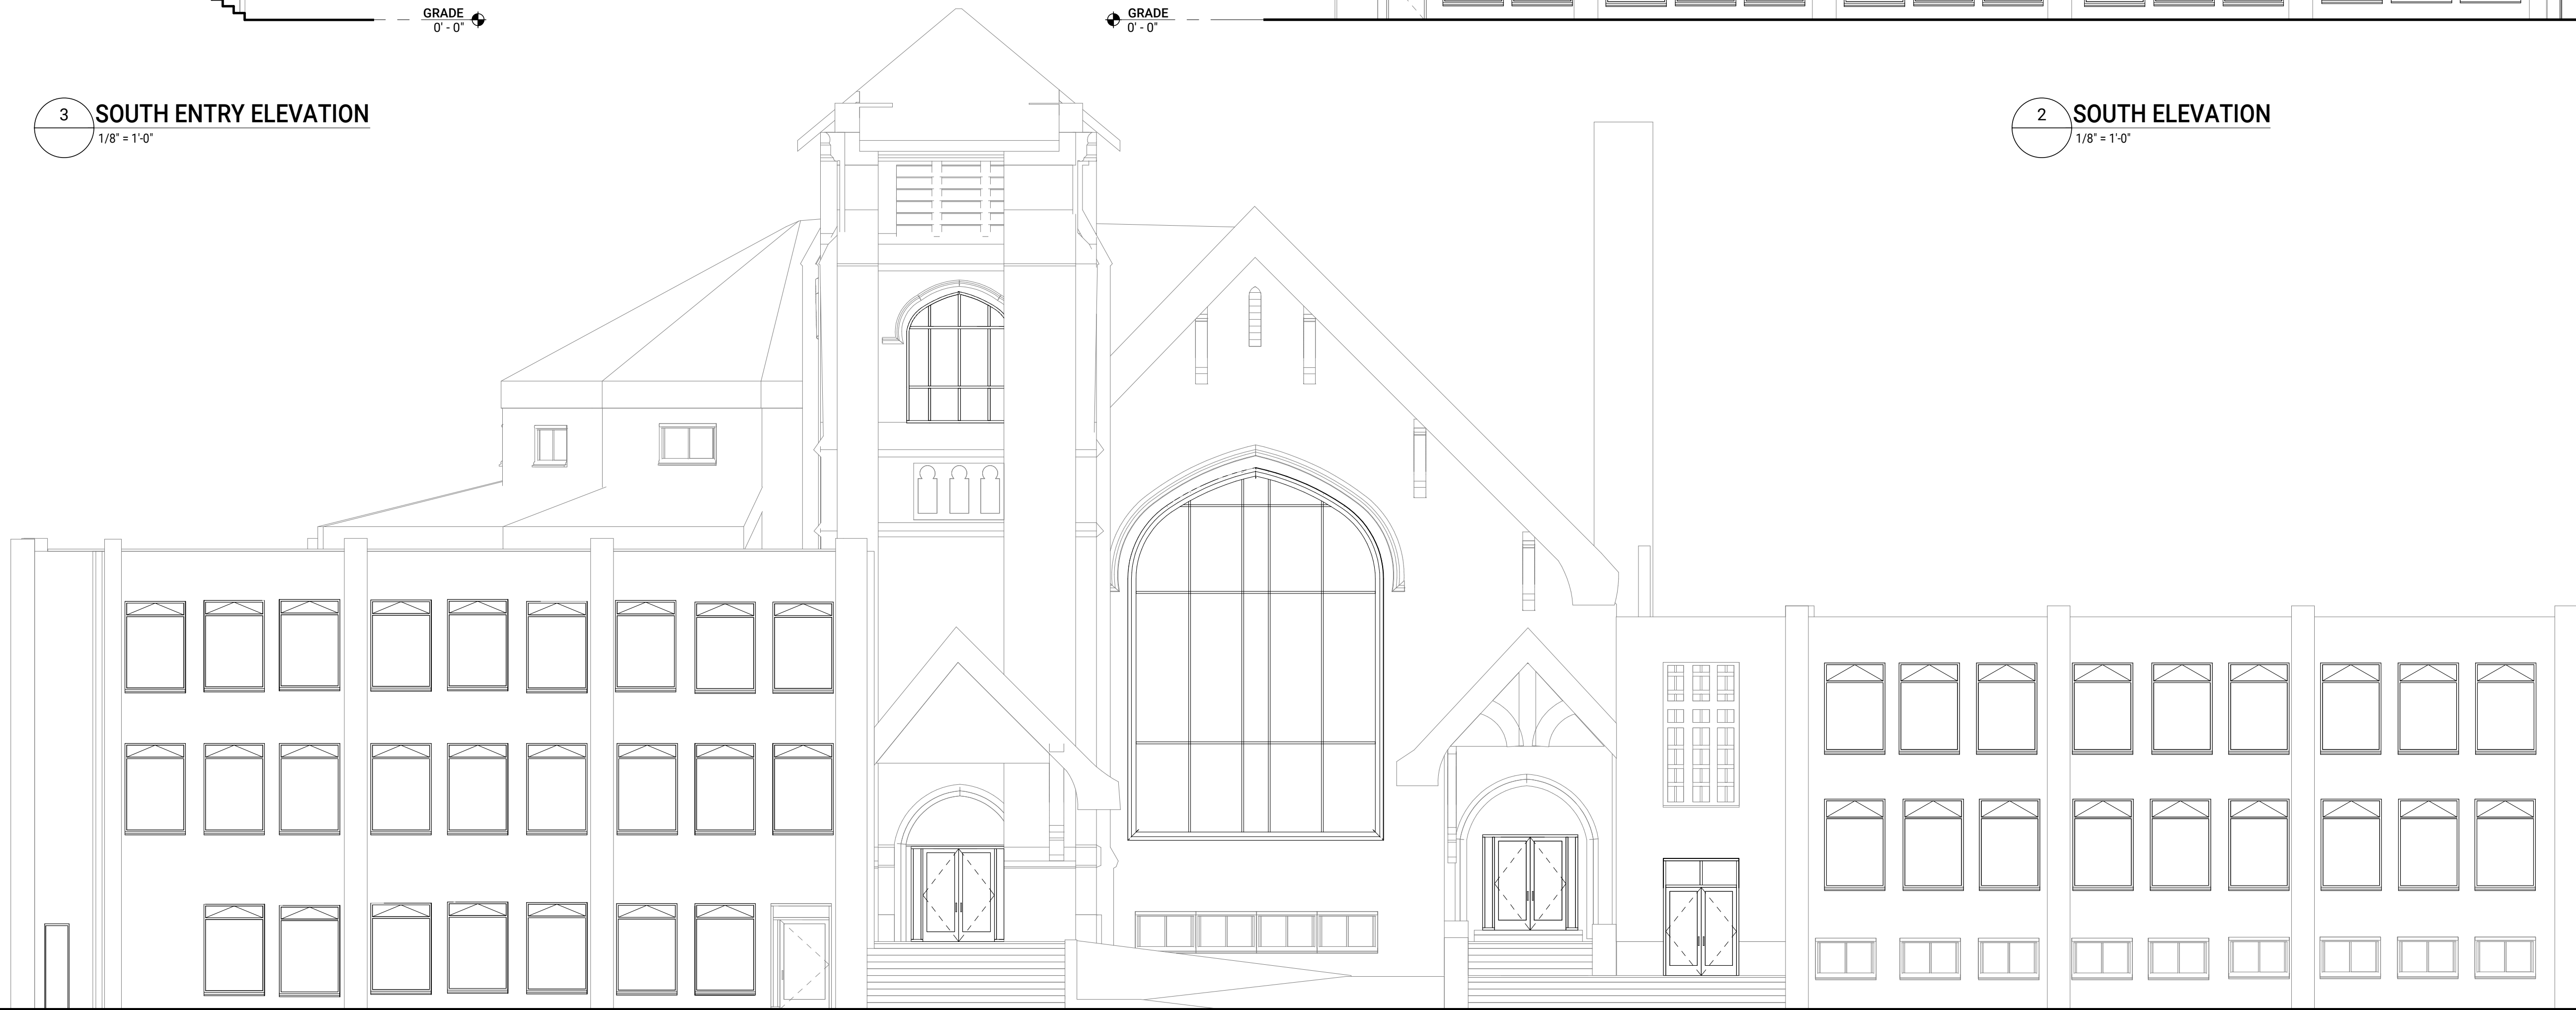 GRADE
0' - 0"
GRADE
0' - 0"
3
SOUTH ENTRY ELEVATION
1/8" = 1'-0"
2
SOUTH ELEVATION
1/8" = 1'-0"